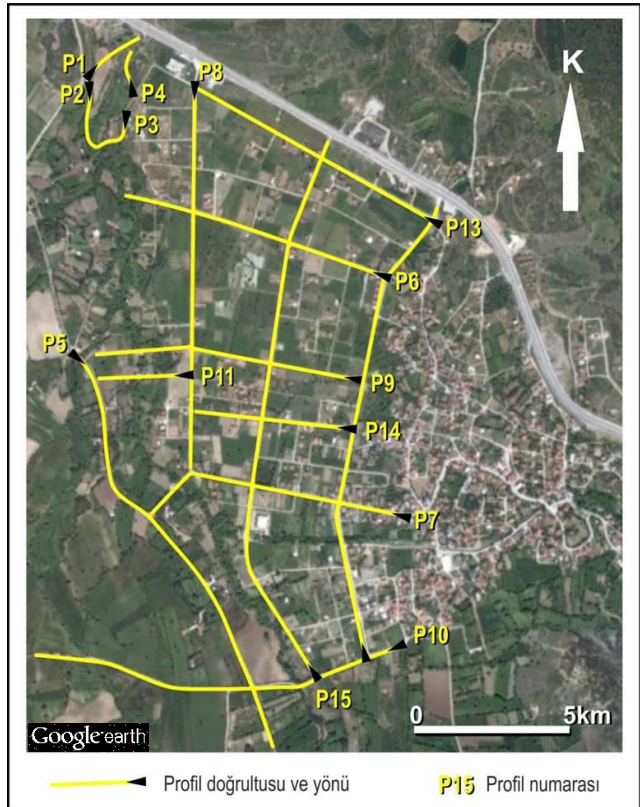 P1
P2
P4
P3
P8
K
P13
P6
P5
P11
P9
P14
P7
P10
P15
0 5km
Google earth
Profil doğrultusu ve yönü P15 Profil numarası